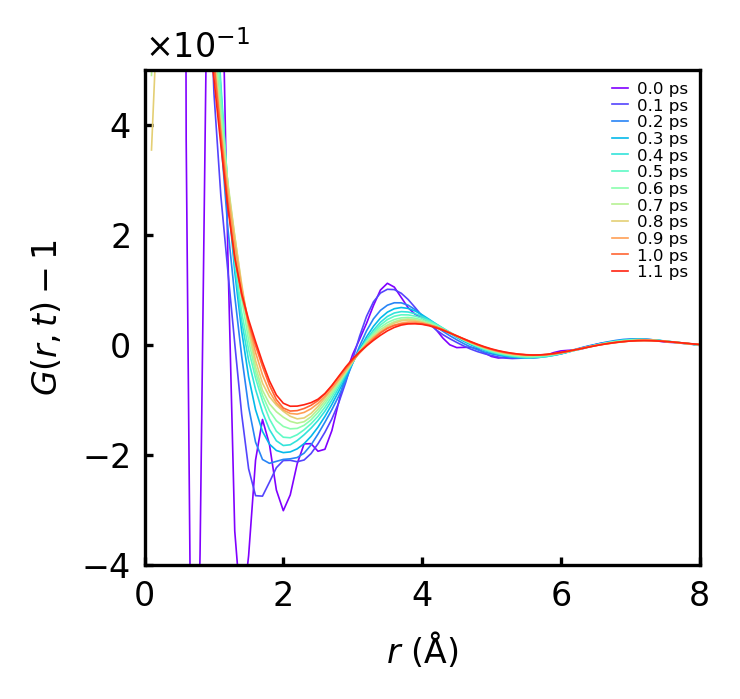 ×10⁻¹
4
2
0
−2
−4
G(r, t) − 1
0 2 4 6 8
r (Å)
0.0 ps
0.1 ps
0.2 ps
0.3 ps
0.4 ps
0.5 ps
0.6 ps
0.7 ps
0.8 ps
0.9 ps
1.0 ps
1.1 ps